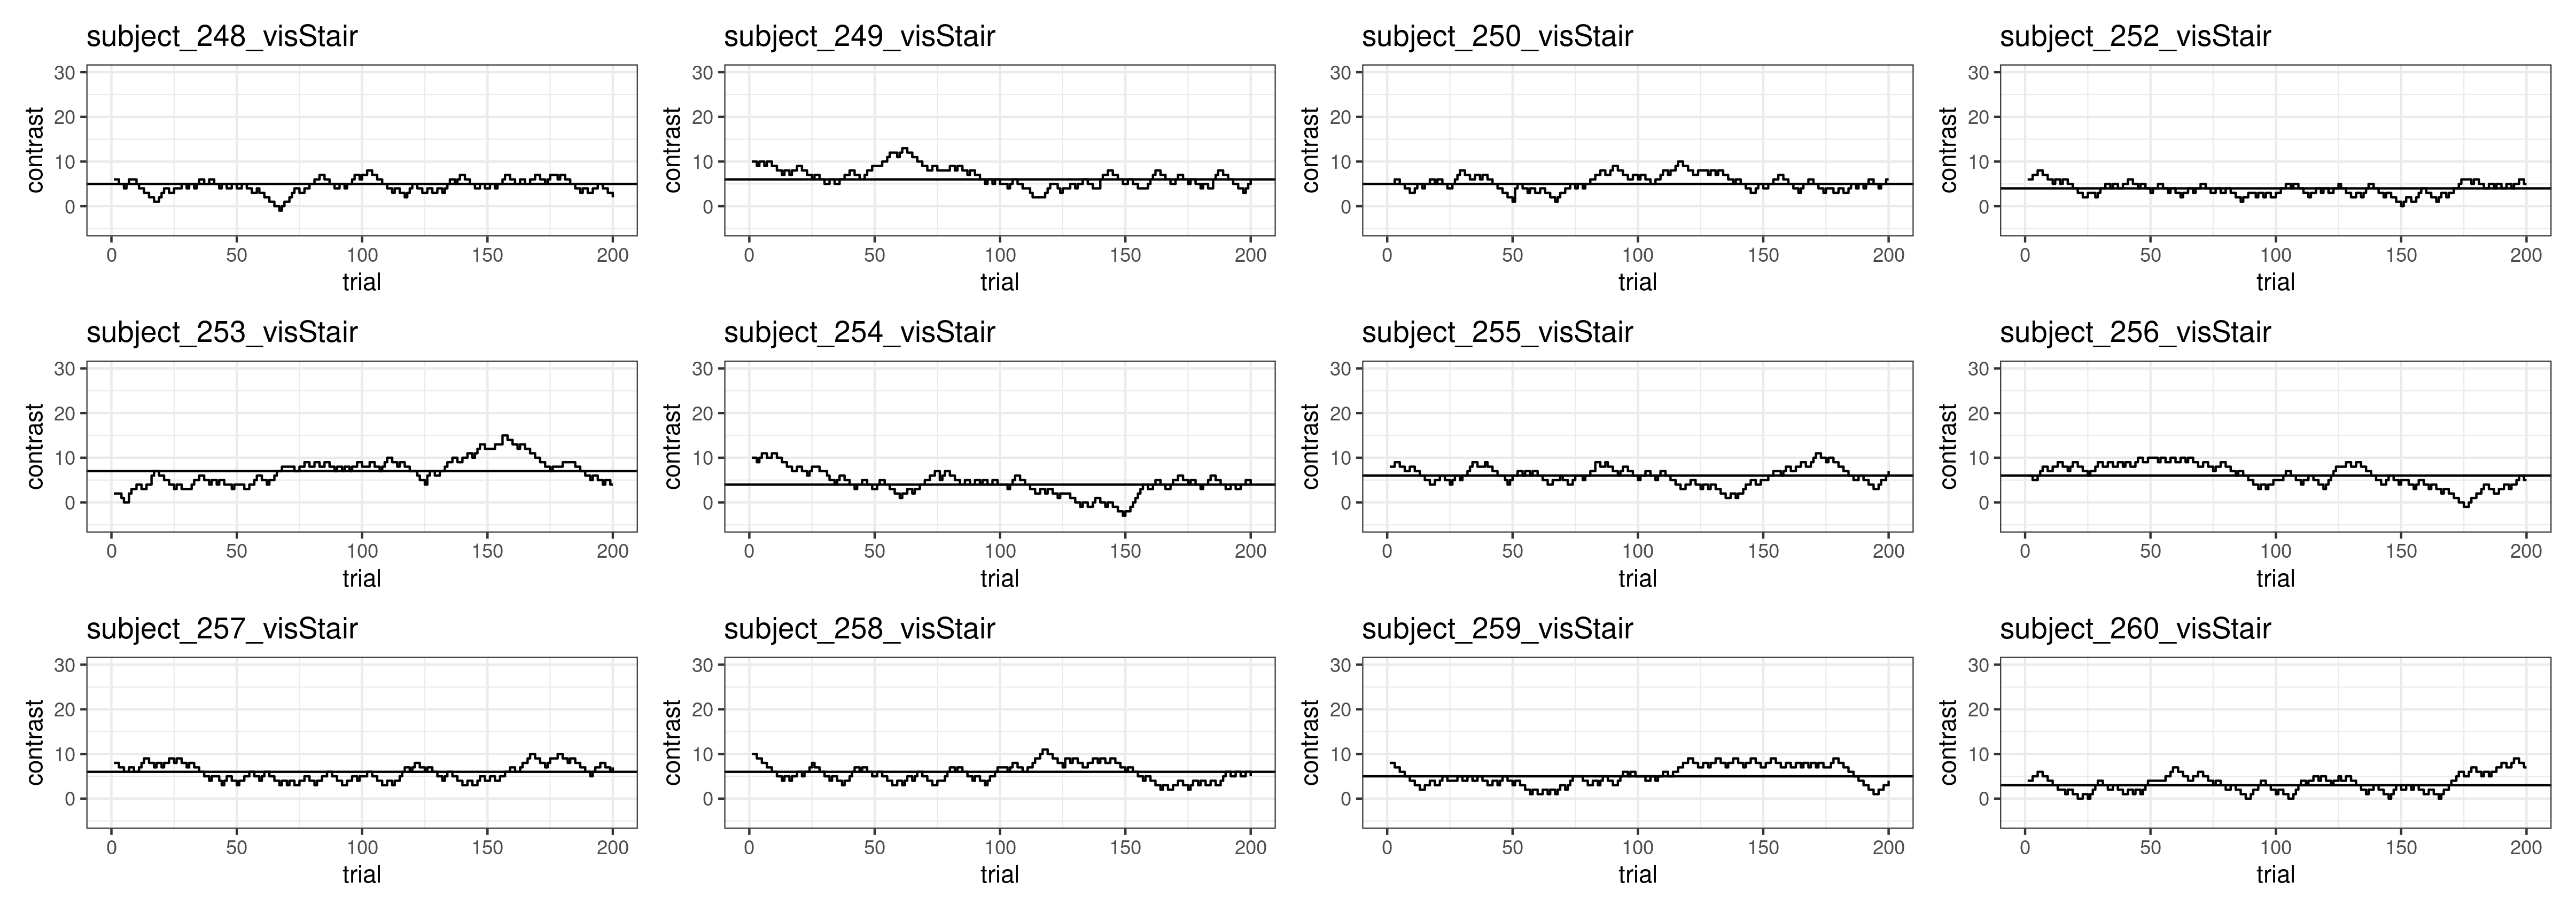 subject_248_visStair
subject_249_visStair
subject_250_visStair
subject_252_visStair
30
20
10
0
contrast
0 50 100 150 200
trial
30
20
10
0
contrast
0 50 100 150 200
trial
30
20
10
0
contrast
0 50 100 150 200
trial
30
20
10
0
contrast
0 50 100 150 200
trial
subject_253_visStair
subject_254_visStair
subject_255_visStair
subject_256_visStair
30
20
10
0
contrast
0 50 100 150 200
trial
30
20
10
0
contrast
0 50 100 150 200
trial
30
20
10
0
contrast
0 50 100 150 200
trial
30
20
10
0
contrast
0 50 100 150 200
trial
subject_257_visStair
subject_258_visStair
subject_259_visStair
subject_260_visStair
30
20
10
0
contrast
0 50 100 150 200
trial
30
20
10
0
contrast
0 50 100 150 200
trial
30
20
10
0
contrast
0 50 100 150 200
trial
30
20
10
0
contrast
0 50 100 150 200
trial